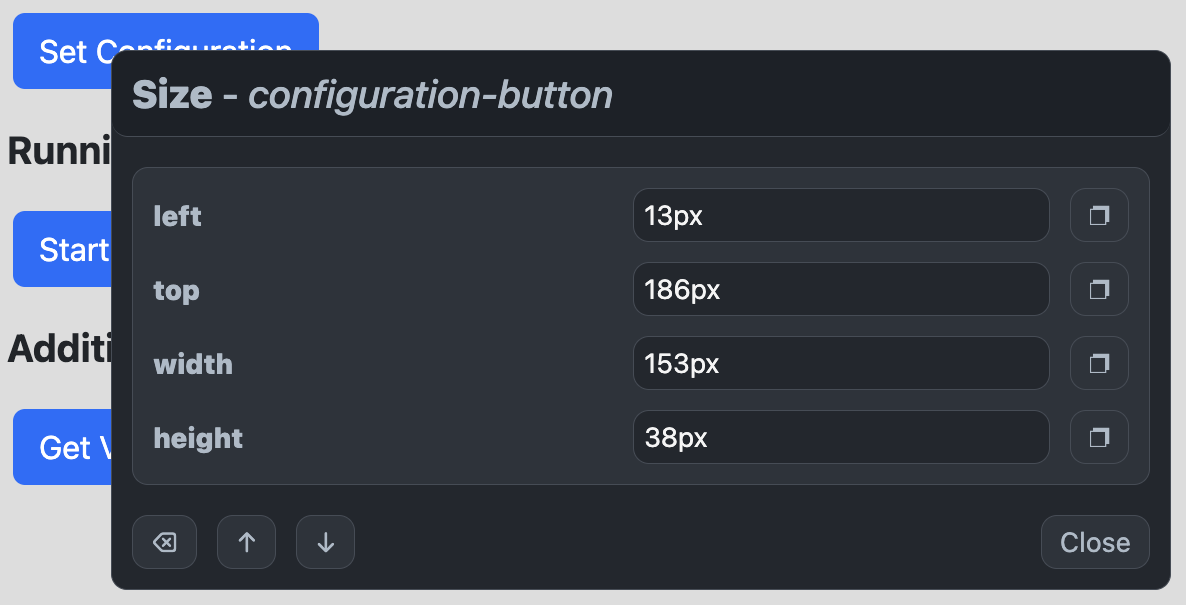 Set Configuration
Size - configuration-button
Runni
left 13px
Start
top 186px
Additi
width 153px
Get V
height 38px
Close